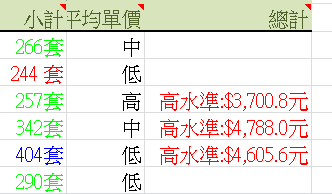 小計 平均單價 總計
266套 中
244 套 低
257套 高 高水準:$3,700.8元
342套 中 高水準:$4,788.0元
404套 低 高水準:$4,605.6元
290套 低